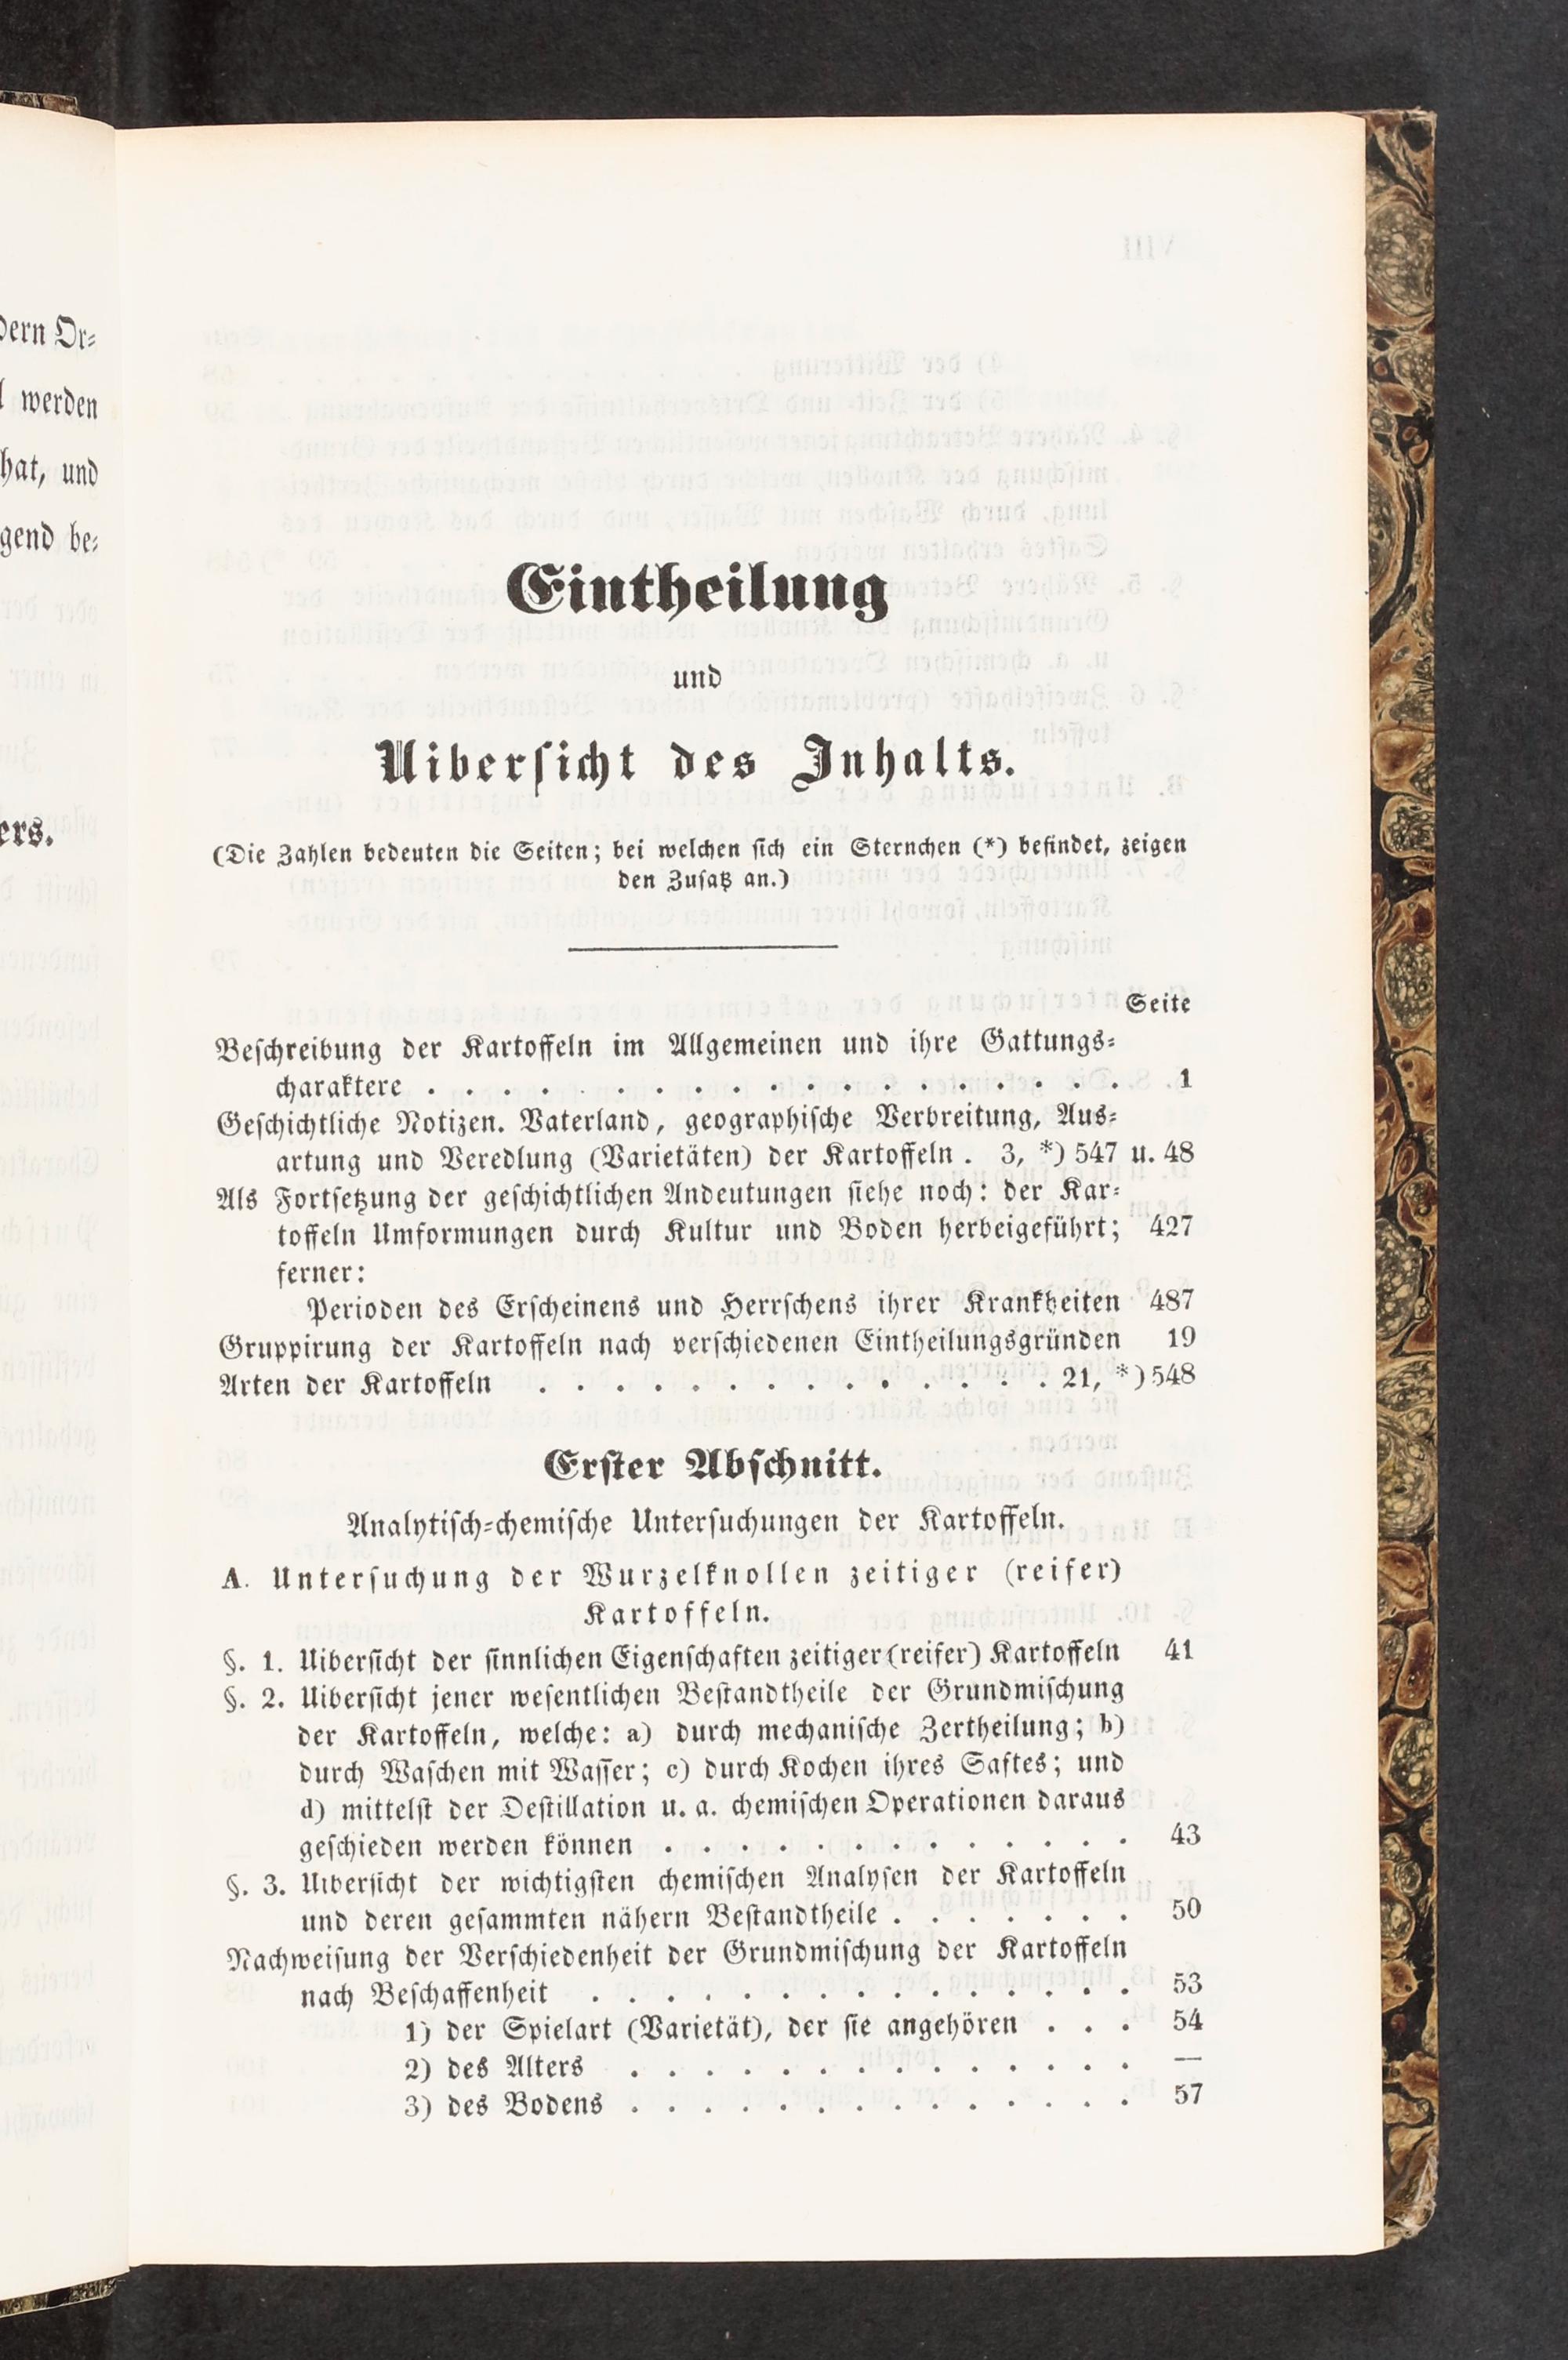 Eintheilung
und
Uiberſicht des Inhalts.
(Die Zahlen bedeuten die Seiten; bei welchen ſich ein Sternchen (*) befindet, zeigen
den Zuſatz an.)
Seite
Beſchreibung der Kartoffeln im Allgemeinen und ihre Gattungs⸗
charaktere . . . . . . . . . . . . . . . . . . . 1
Geſchichtliche Notizen. Vaterland, geographiſche Verbreitung, Aus⸗
artung und Veredlung (Varietäten) der Kartoffeln . 3, *) 547 u. 48
Als Fortſetzung der geſchichtlichen Andeutungen ſiehe noch: der Kar⸗
toffeln Umformungen durch Kultur und Boden herbeigeführt; 427
ferner:
Perioden des Erſcheinens und Herrſchens ihrer Krankheiten 487
Gruppirung der Kartoffeln nach verſchiedenen Eintheilungsgründen 19
Arten der Kartoffeln . . . . . . . . . . . . . . 21, *) 548
Erſter Abſchnitt.
Analytiſch⸗chemiſche Unterſuchungen der Kartoffeln.
A. Unterſuchung der Wurzelknollen zeitiger (reifer)
Kartoffeln.
§. 1. Uiberſicht der ſinnlichen Eigenſchaften zeitiger (reifer) Kartoffeln 41
§. 2. Uiberſicht jener weſentlichen Beſtandtheile der Grundmiſchung
der Kartoffeln, welche: a) durch mechaniſche Zertheilung; b)
durch Waſchen mit Waſſer; c) durch Kochen ihres Saftes; und
d) mittelſt der Deſtillation u. a. chemiſchen Operationen daraus
geſchieden werden können . . . . . . . . . . . . . 43
§. 3. Uiberſicht der wichtigſten chemiſchen Analyſen der Kartoffeln
und deren geſammten nähern Beſtandtheile . . . . . . . 50
Nachweiſung der Verſchiedenheit der Grundmiſchung der Kartoffeln
nach Beſchaffenheit . . . . . . . . . . . . . . . 53
1) der Spielart (Varietät), der ſie angehören . . . 54
2) des Alters . . . . . . . . . . . . . . —
3) des Bodens . . . . . . . . . . . . . . 57